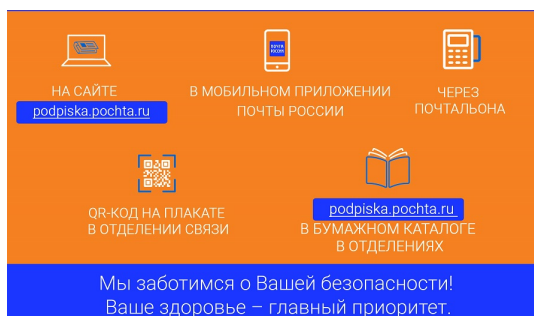 НА САЙТЕ
podpiska.pochta.ru
В МОБИЛЬНОМ ПРИЛОЖЕНИИ
ПОЧТЫ РОССИИ
ЧЕРЕЗ
ПОЧТАЛЬОНА
QR-КОД НА ПЛАКАТЕ
В ОТДЕЛЕНИИ СВЯЗИ
podpiska.pochta.ru
В БУМАЖНОМ КАТАЛОГЕ
В ОТДЕЛЕНИЯХ
Мы заботимся о Вашей безопасности!
Ваше здоровье – главный приоритет.